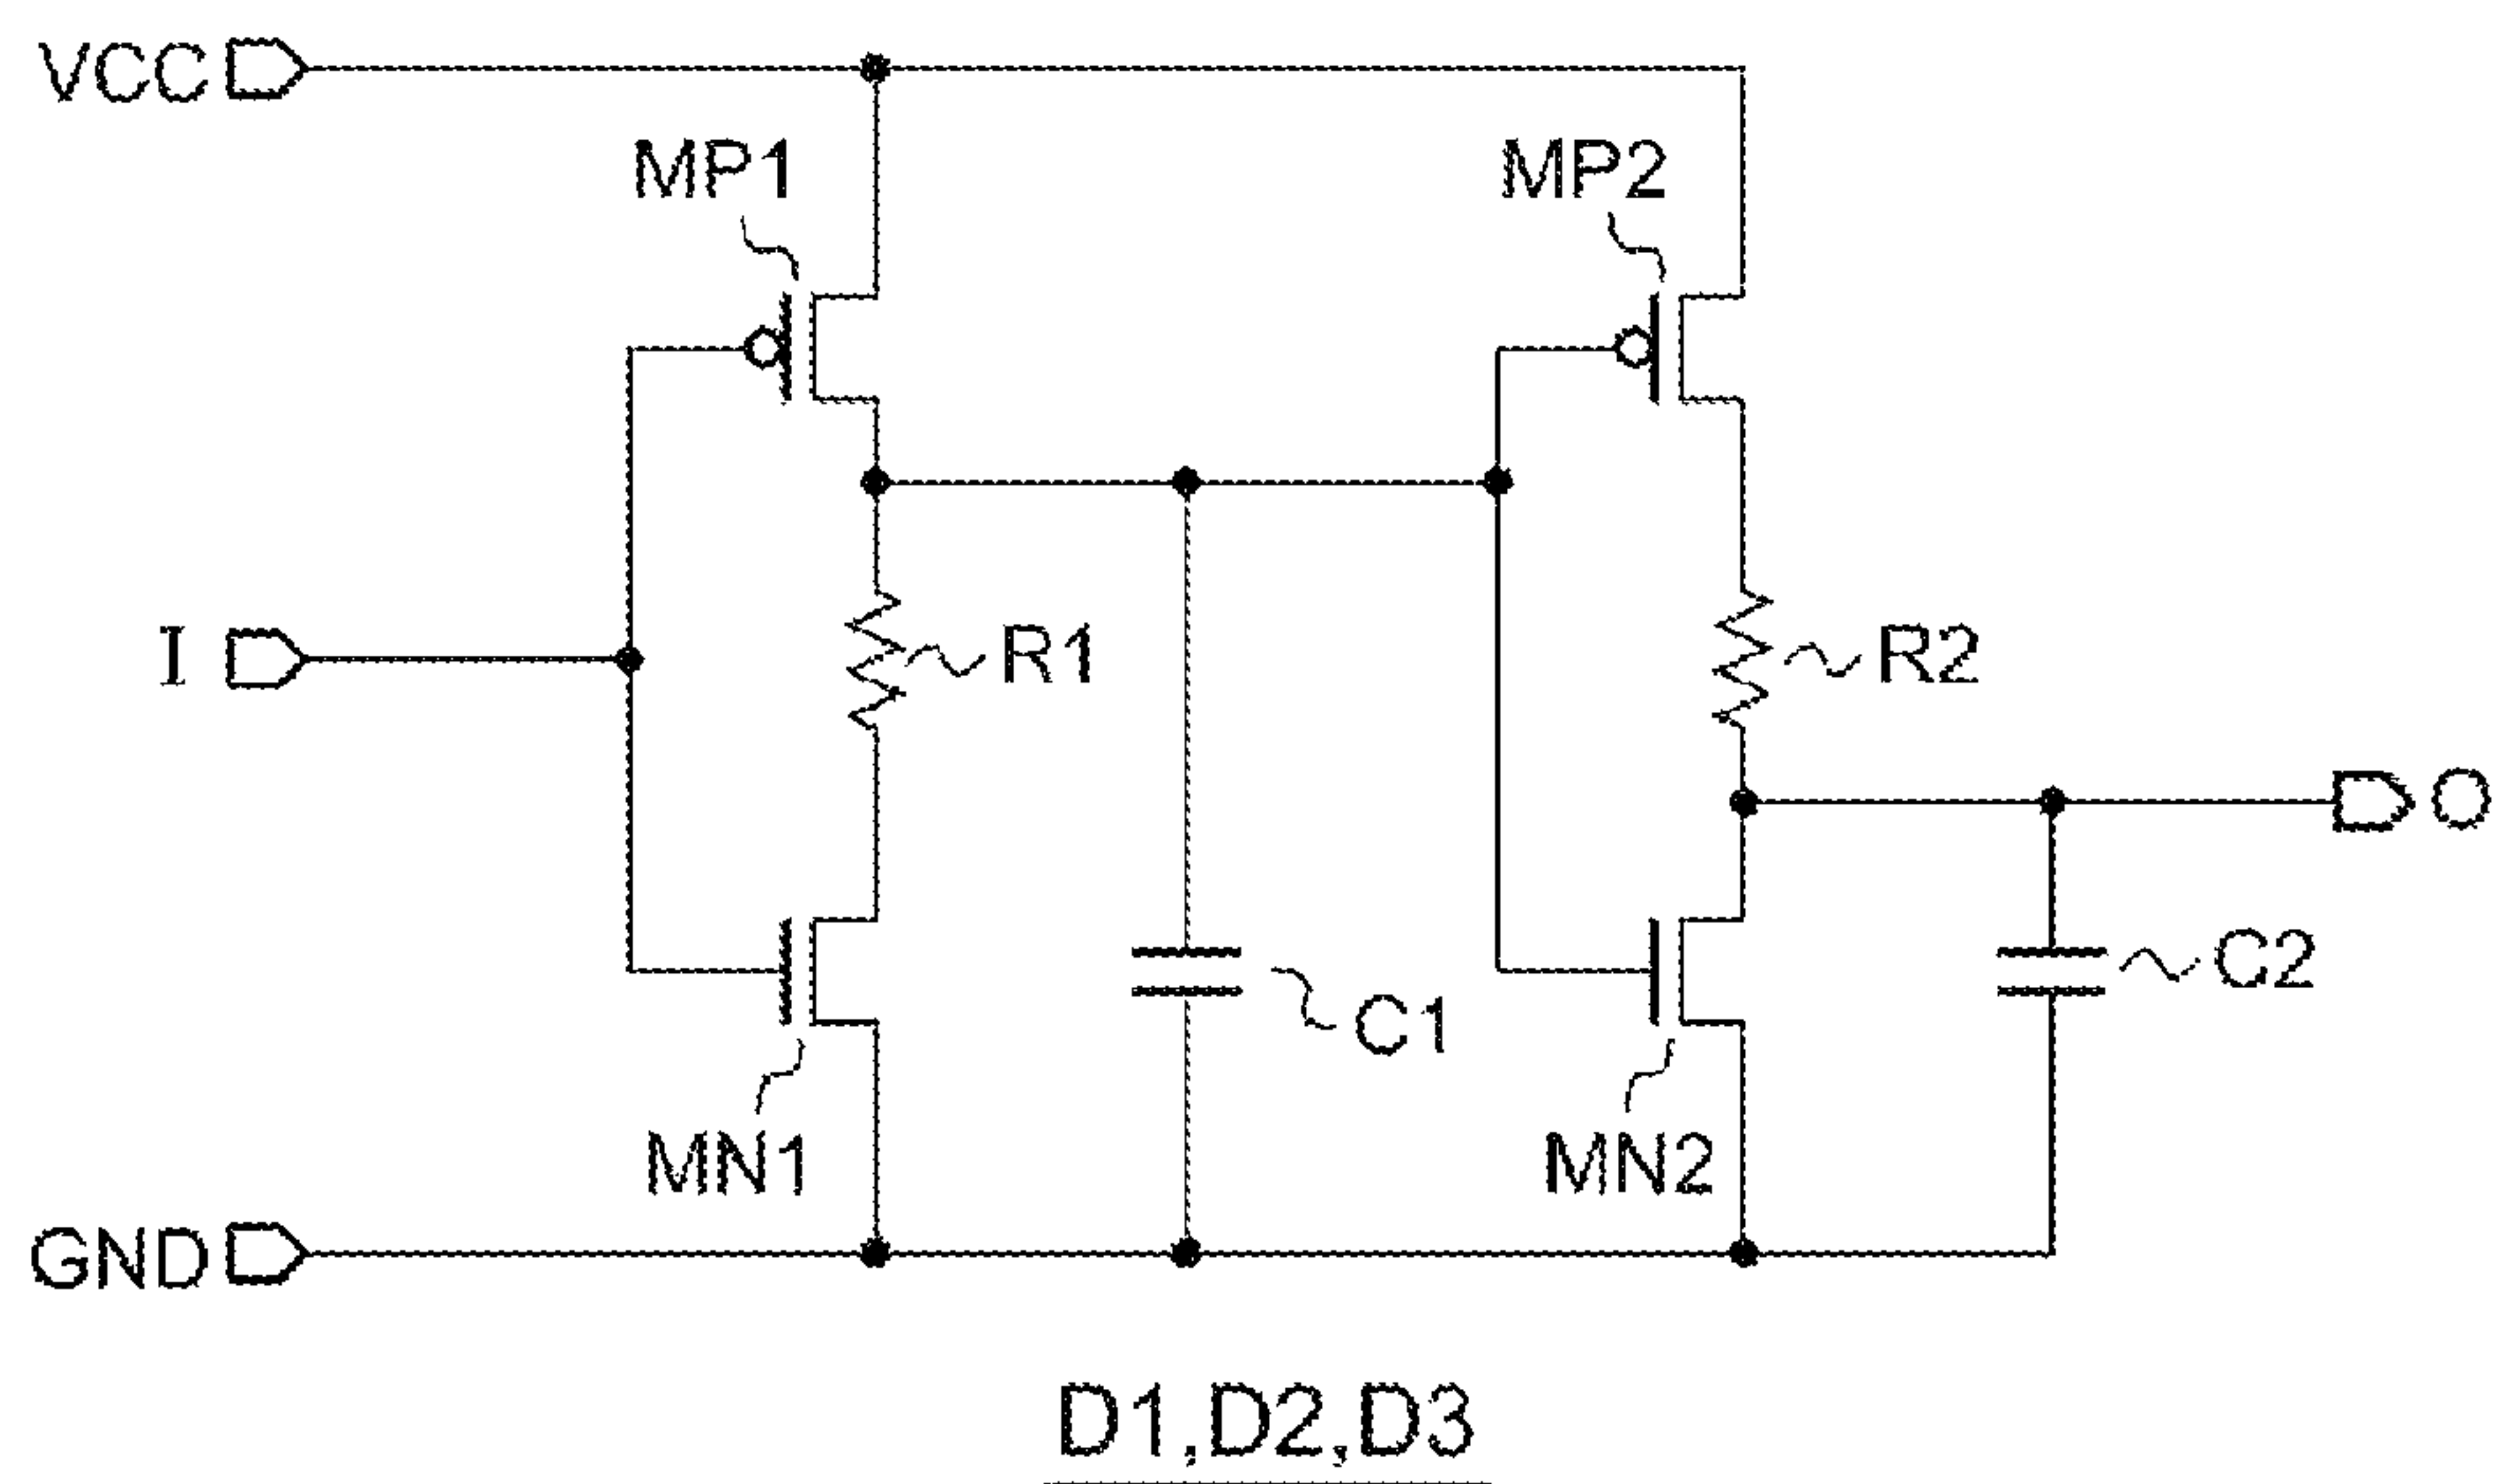 VCC
MP1
MP2
I
R1
R2
O
C2
C1
MN1
MN2
GND
D1,D2,D3